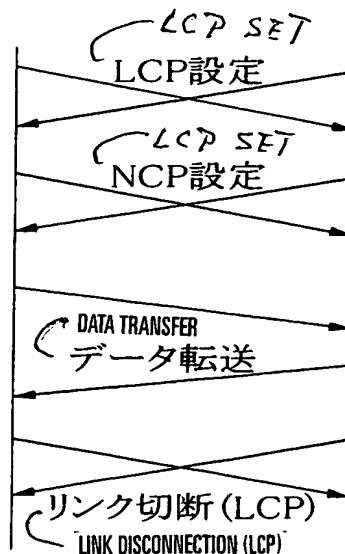 LCP SET
LCP設定
LCP SET
NCP設定
DATA TRANSFER
データ転送
リンク切断(LCP)
LINK DISCONNECTION (LCP)